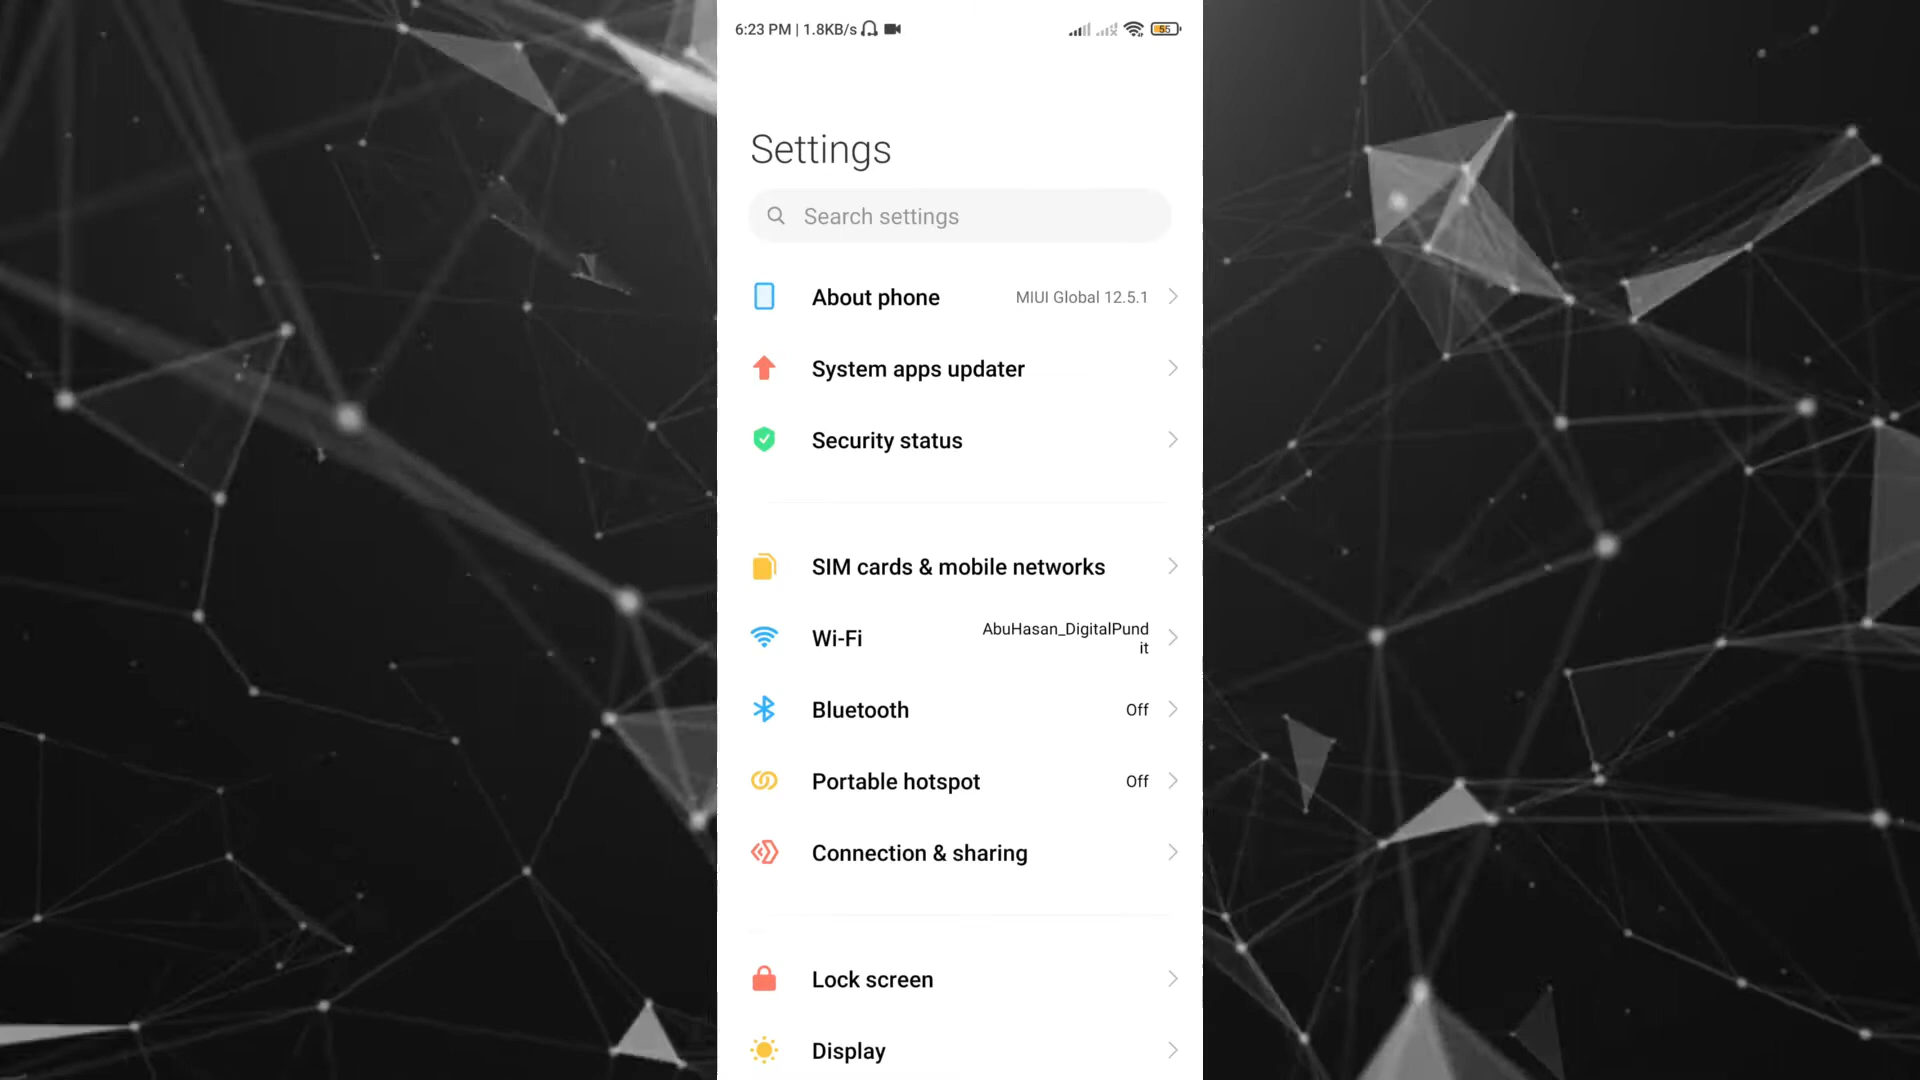 6:23 PM | 1.8KB/s
55
Settings
Search settings
About phone
MIUI Global 12.5.1
System apps updater
Security status
SIM cards & mobile networks
Wi-Fi
AbuHasan_DigitalPund
it
Bluetooth
Off
Portable hotspot
Off
Connection & sharing
Lock screen
Display